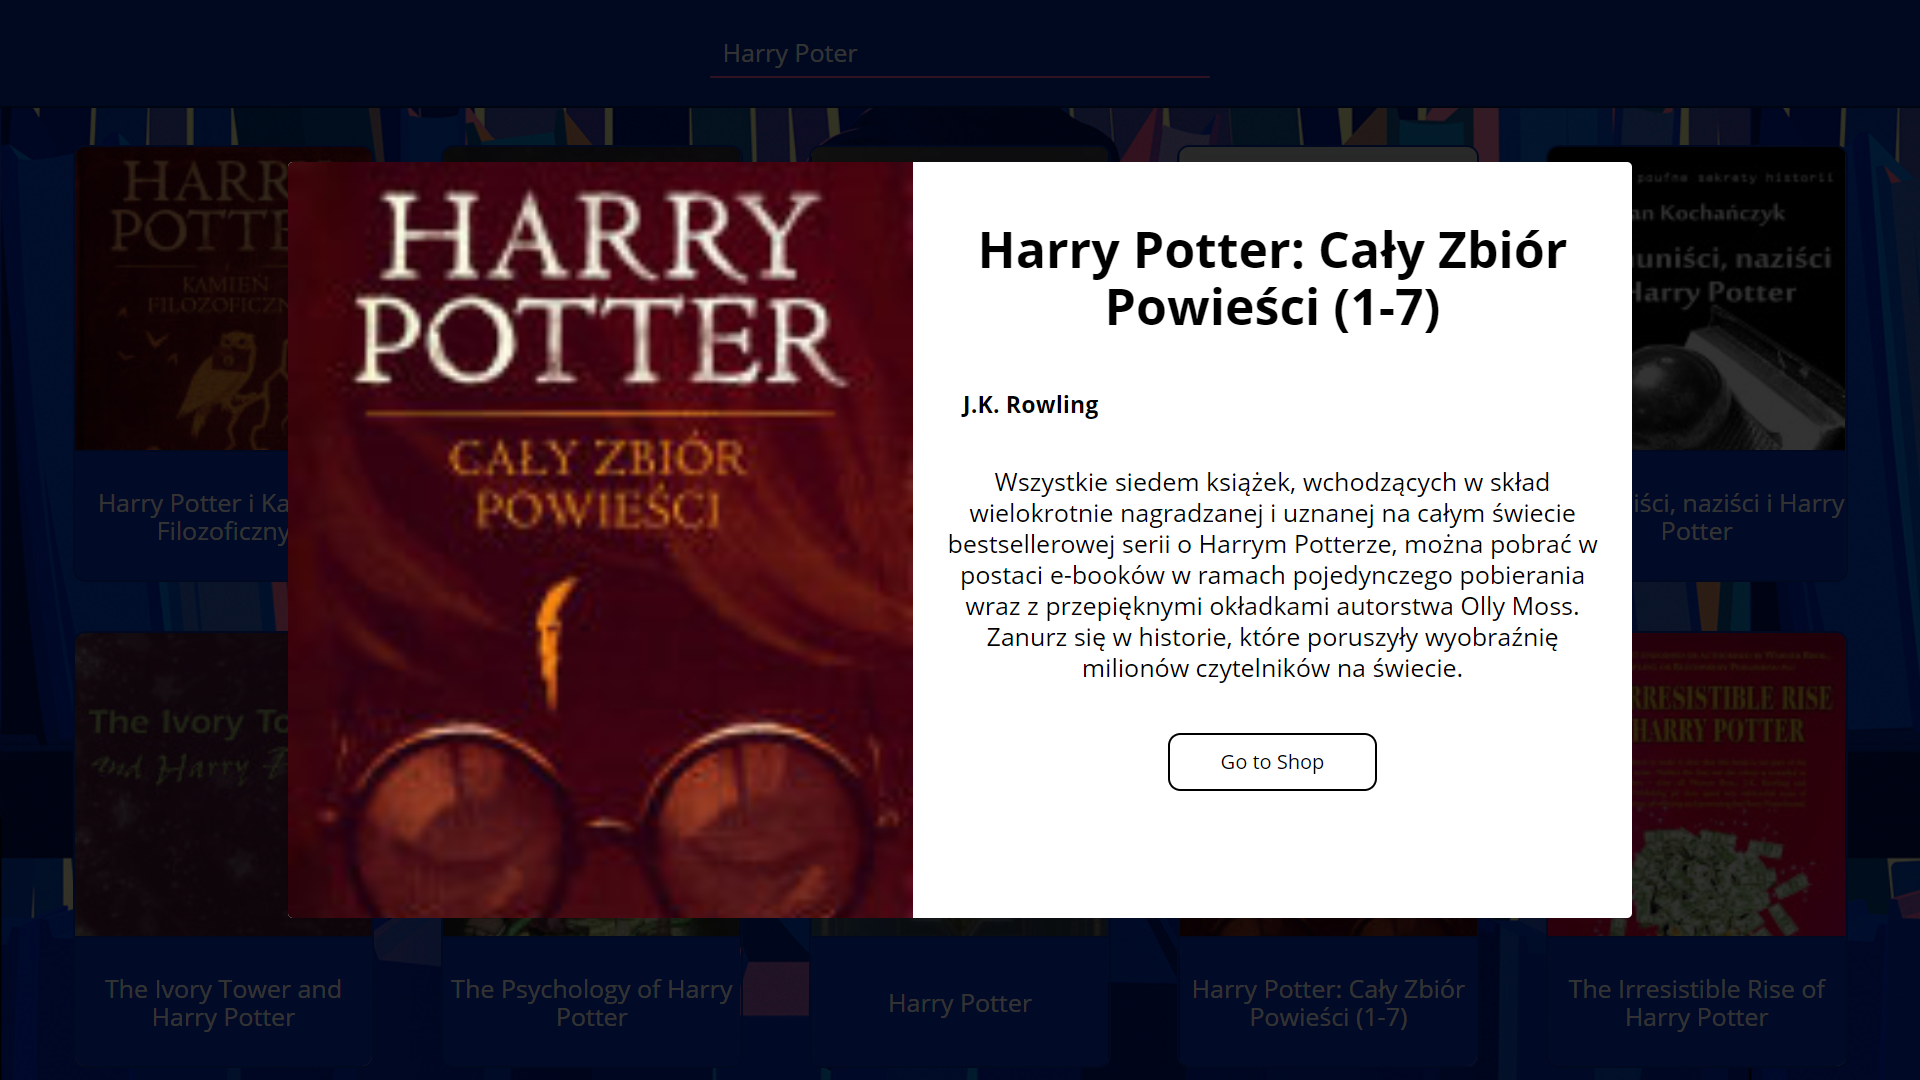 Harry Poter
HARRY
POTTER
CAŁY ZBIÓR
POWIEŚCI
Harry Potter: Cały Zbiór
Powieści (1-7)
J.K. Rowling
Wszystkie siedem książek, wchodzących w skład
wielokrotnie nagradzanej i uznanej na całym świecie
bestsellerowej serii o Harrym Potterze, można pobrać w
postaci e-booków w ramach pojedynczego pobierania
wraz z przepięknymi okładkami autorstwa Olly Moss.
Zanurz się w historie, które poruszyły wyobraźnię
milionów czytelników na świecie.
Go to Shop
HARR
POTTE
KAMIEŃ
FILOZOFICZN
Harry Potter i Ka
Filozoficzny
poufne sekrety historii
an Kochańczyk
uniści, naziści
Harry Potter
iści, naziści i Harry
Potter
The Ivory To
and Harry
The Ivory Tower and
Harry Potter
The Psychology of Harry
Potter
Harry Potter
Harry Potter: Cały Zbiór
Powieści (1-7)
RRESISTIBLE RISE
HARRY POTTER
The Irresistible Rise of
Harry Potter